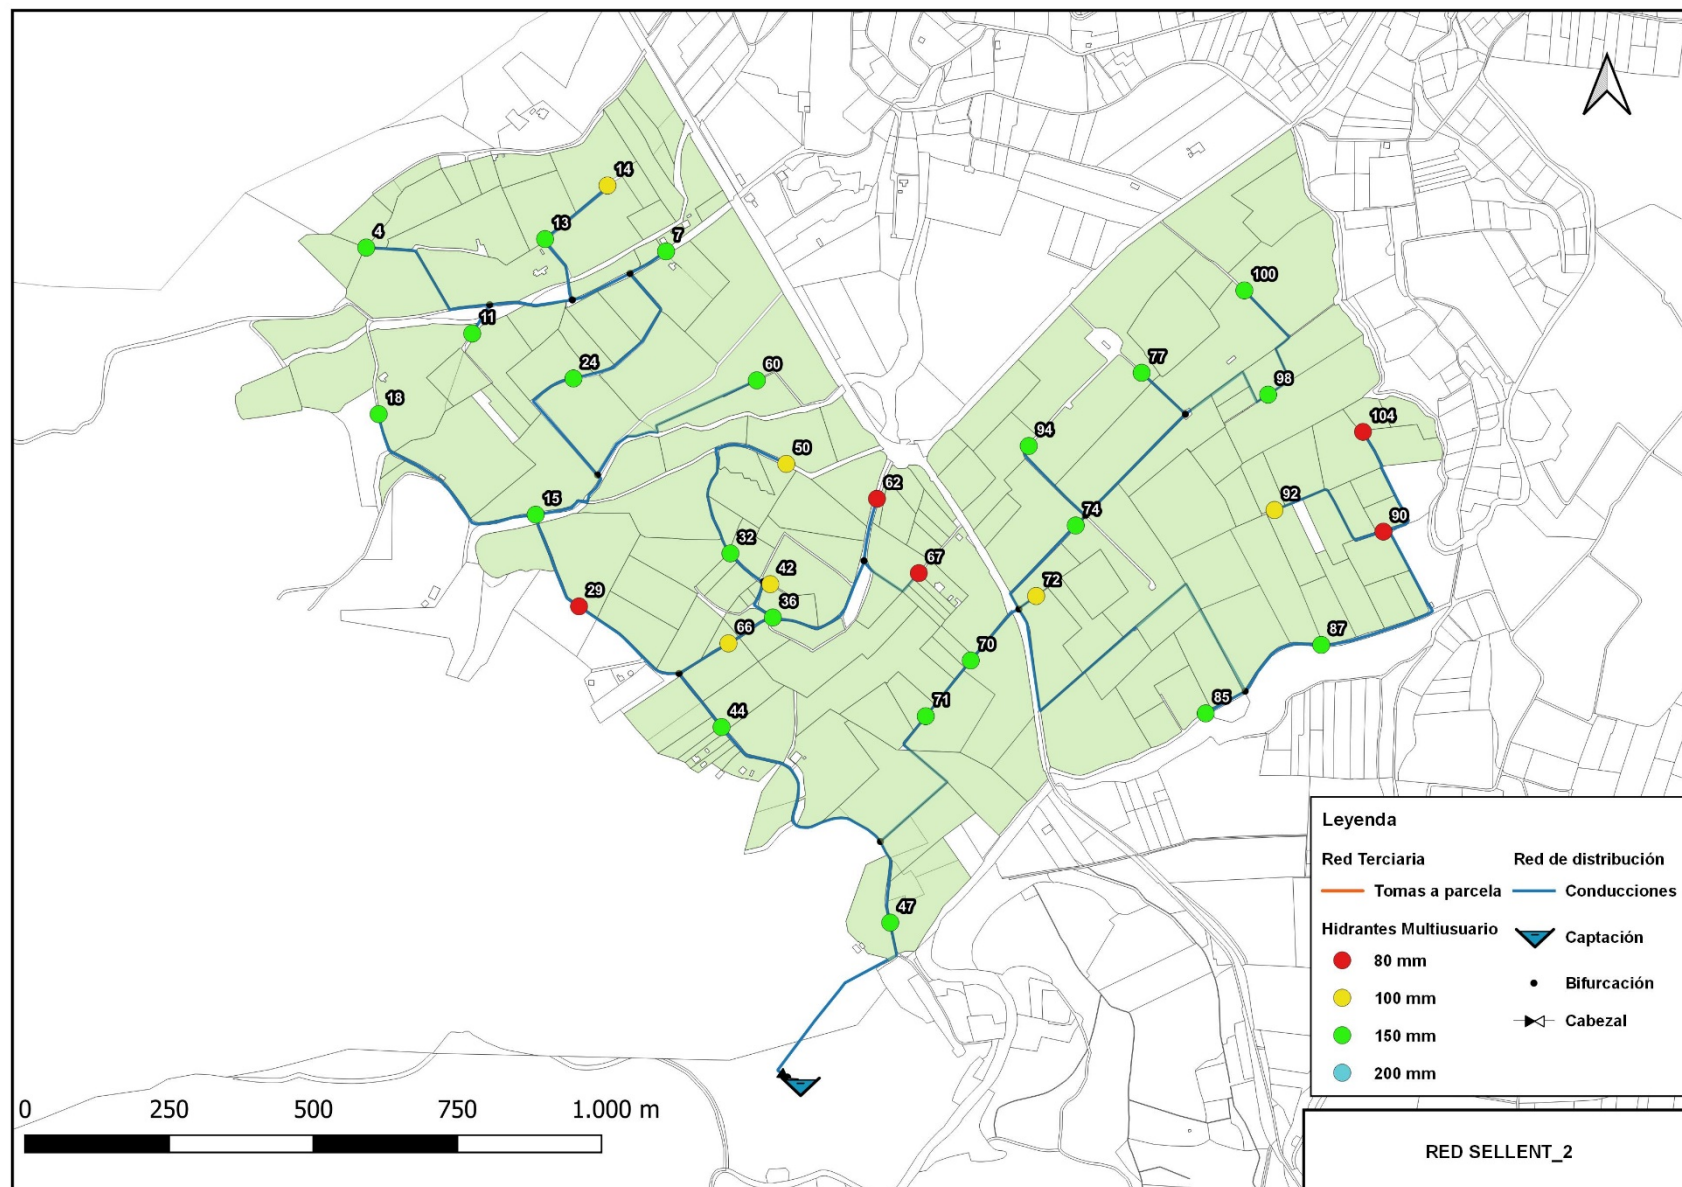 14
4
13
7
100
11
24
60
77
98
18
94
104
50
15
62
92
74
90
32
67
42
72
29
36
66
87
70
85
71
44
47
0 250 500 750 1.000 m
Leyenda
Red Terciaria
Tomas a parcela
Hidrantes Multiusuario
80 mm
100 mm
150 mm
200 mm
Red de distribución
Conducciones
Captación
Bifurcación
Cabezal
RED SELLENT_2